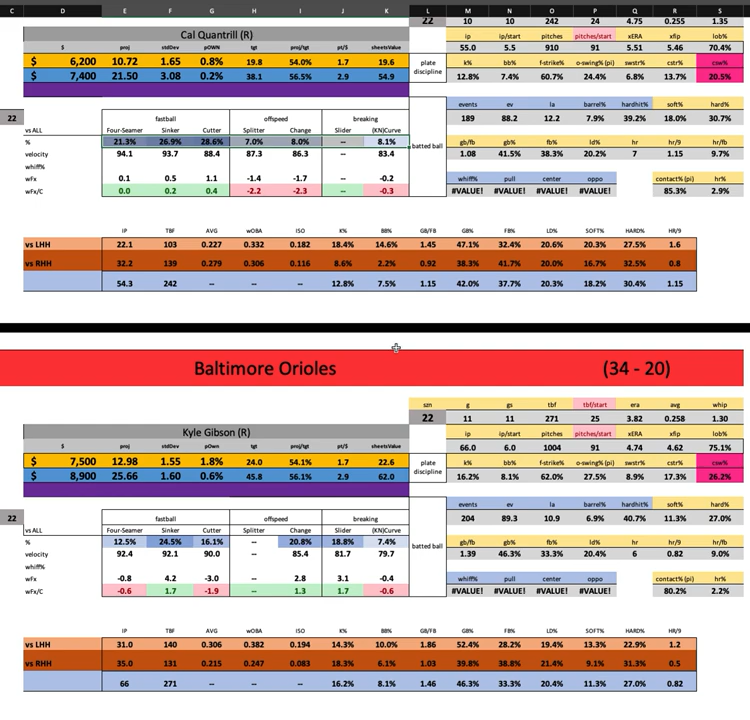 C D E F G H I J K L M N O P Q R S
22 10 10 242 24 4.75 0.255 1.35
Cal Quantrill (R) ip ip/start pitches pitches/start xERA xfip lob%
$ proj stdDev pOWN tgt proj/tgt pt/$ sheetsValue 55.0 5.5 910 91 5.51 5.46 70.4%
$ 6,200 10.72 1.65 0.8% 19.8 54.0% 1.7 19.6 plate discipline k% bb% f-strike% o-swing% (pi) swstr% cstr% csw%
$ 7,400 21.50 3.08 0.2% 38.1 56.5% 2.9 54.9 12.8% 7.4% 60.7% 24.4% 6.8% 13.7% 20.5%
events ev la barrel% hardhit% soft% hard%
22 fastball offspeed breaking 189 88.2 12.2 7.9% 39.2% 18.0% 30.7%
vs ALL Four-Seamer Sinker Cutter Splitter Change Slider (KN)Curve
% 21.3% 26.9% 28.6% 7.0% 8.0% -- 8.1% batted ball gb/fb gb% fb% ld% hr hr/9 hr/fb
velocity 94.1 93.7 88.4 87.3 86.3 83.4 1.08 41.5% 38.3% 20.2% 7 1.15 9.7%
whiff%
wFx 0.1 0.5 1.1 -1.4 -1.7 -0.2 whiff% pull center oppo contact% (pi) hr%
wFx/C 0.0 0.2 0.4 -2.2 -2.3 -- -0.3 #VALUE! #VALUE! #VALUE! #VALUE! 85.3% 2.9%
IP TBF AVG wOBA ISO K% BB% GB/FB GB% FB% LD% SOFT% HARD% HR/9
vs LHH 22.1 103 0.227 0.332 0.182 18.4% 14.6% 1.45 47.1% 32.4% 20.6% 20.3% 27.5% 1.6
vs RHH 32.2 139 0.279 0.306 0.116 8.6% 2.2% 0.92 38.3% 41.7% 20.0% 16.7% 32.5% 0.8
54.3 242 -- -- -- 12.8% 7.5% 1.15 42.0% 37.7% 20.3% 18.2% 30.4% 1.15
Baltimore Orioles (34 - 20)
szn g gs tbf tbf/start era avg whip
22 11 11 271 25 3.82 0.258 1.30
Kyle Gibson (R) ip ip/start pitches pitches/start xERA xfip lob%
$ proj stdDev pOwn tgt proj/tgt pt/$ sheetsValue 66.0 6.0 1004 91 4.74 4.62 75.1%
$ 7,500 12.98 1.55 1.8% 24.0 54.1% 1.7 22.6 plate discipline k% bb% f-strike% o-swing% (pi) swstr% cstr% csw%
$ 8,900 25.66 1.60 0.6% 45.8 56.1% 2.9 62.0 16.2% 8.1% 62.0% 27.5% 8.9% 17.3% 26.2%
events ev la barrel% hardhit% soft% hard%
22 fastball offspeed breaking 204 89.3 10.9 6.9% 40.7% 11.3% 27.0%
vs ALL Four-Seamer Sinker Cutter Splitter Change Slider (KN)Curve
% 12.5% 24.5% 16.1% -- 20.8% 18.8% 7.4% batted ball gb/fb gb% fb% ld% hr hr/9 hr/fb
velocity 92.4 92.1 90.0 -- 85.4 81.7 79.7 1.39 46.3% 33.3% 20.4% 6 0.82 9.0%
whiff%
wFx -0.8 4.2 -3.0 2.8 3.1 -0.4 whiff% pull center oppo contact% (pi) hr%
wFx/C -0.6 1.7 -1.9 -- 1.3 1.7 -0.6 #VALUE! #VALUE! #VALUE! #VALUE! 80.2% 2.2%
IP TBF AVG wOBA ISO K% BB% GB/FB GB% FB% LD% SOFT% HARD% HR/9
vs LHH 31.0 140 0.306 0.382 0.194 14.3% 10.0% 1.86 52.4% 28.2% 19.4% 13.3% 22.9% 1.2
vs RHH 35.0 131 0.215 0.247 0.083 18.3% 6.1% 1.03 39.8% 38.8% 21.4% 9.1% 31.3% 0.5
66 271 -- -- -- 16.2% 8.1% 1.46 46.3% 33.3% 20.4% 11.3% 27.0% 0.82